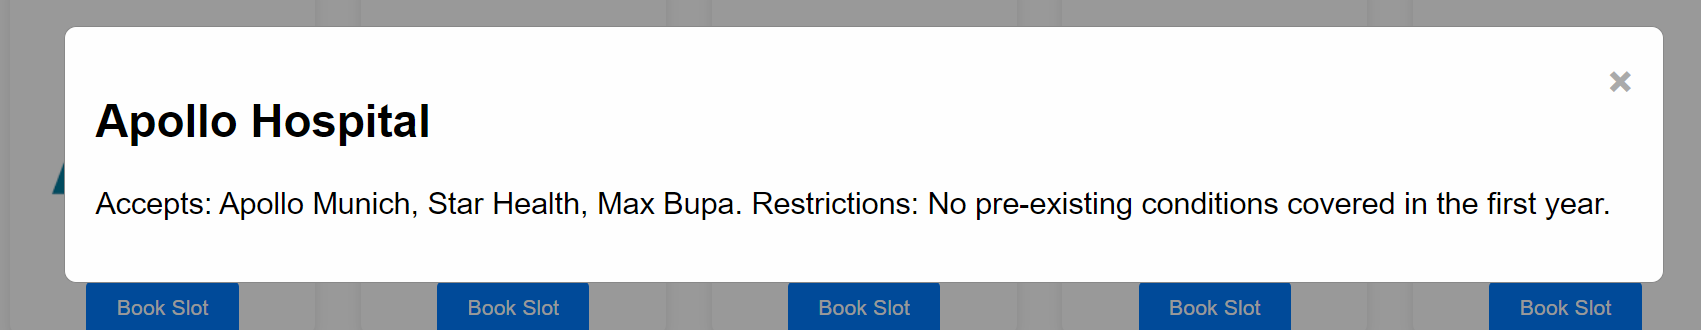 ×
Apollo Hospital
Accepts: Apollo Munich, Star Health, Max Bupa. Restrictions: No pre-existing conditions covered in the first year.
Book Slot
Book Slot
Book Slot
Book Slot
Book Slot